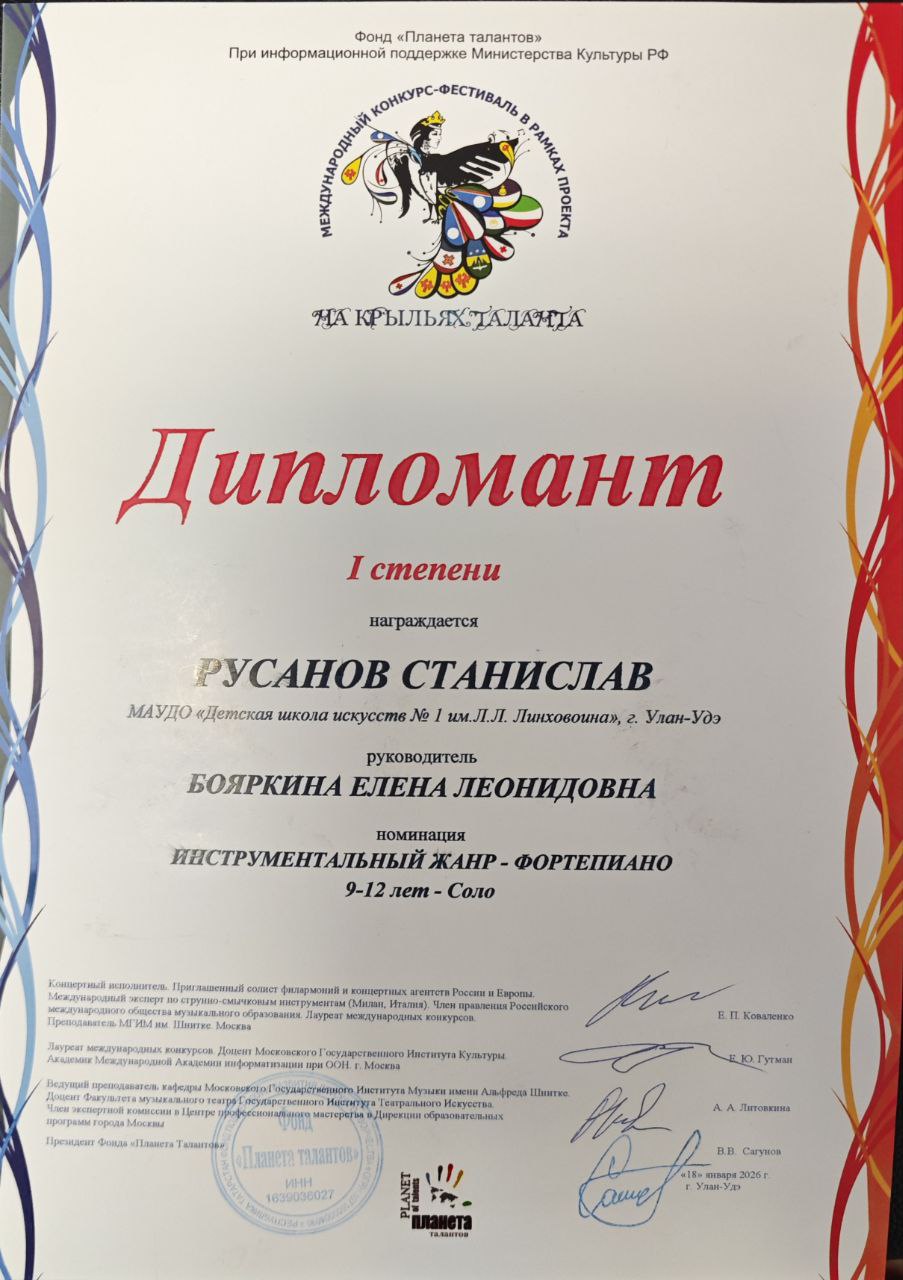 Фонд «Планета талантов»
При информационной поддержке Министерства Культуры РФ
МЕЖДУНАРОДНЫЙ КОНКУРС-ФЕСТИВАЛЬ В РАМКАХ ПРОЕКТА
НА КРЫЛЬЯХ ТАЛАНТА
Дипломант
I степени
награждается
РУСАНОВ СТАНИСЛАВ
МАУДО «Детская школа искусств № 1 им.Л.Л. Линховоина», г. Улан-Удэ
руководитель
БОЯРКИНА ЕЛЕНА ЛЕОНИДОВНА
номинация
ИНСТРУМЕНТАЛЬНЫЙ ЖАНР - ФОРТЕПИАНО
9-12 лет - Соло
Концертный исполнитель. Приглашенный солист филармоний и концертных агентств России и Европы.
Международный эксперт по струнно-смычковым инструментам (Милан, Италия). Член правления Российского
международного общества музыкального образования. Лауреат международных конкурсов.
Преподаватель МГИМ им. Шнитке. Москва
Е. П. Коваленко
Лауреат международных конкурсов. Доцент Московского Государственного Института Культуры
Академик Международной Академии информатизации при ООН. г. Москва
Е. Ю. Гутман
Ведущий преподаватель кафедры Московского Государственного Института Музыки имени Альфреда Шнитке.
Доцент Факультета музыкального театра Государственного Института Театрального Искусства.
Член экспертной комиссии в Центре профессионального мастерства в Дирекции образовательных
программ города Москвы
А. А. Литовкина
Президент Фонда «Планета Талантов»
В.В. Сагунов
«18» января 2026 г.
г. Улан-Удэ
Фонд
«Планета талантов»
ИНН
1639036027
PLANET
of talents
планета
талантов